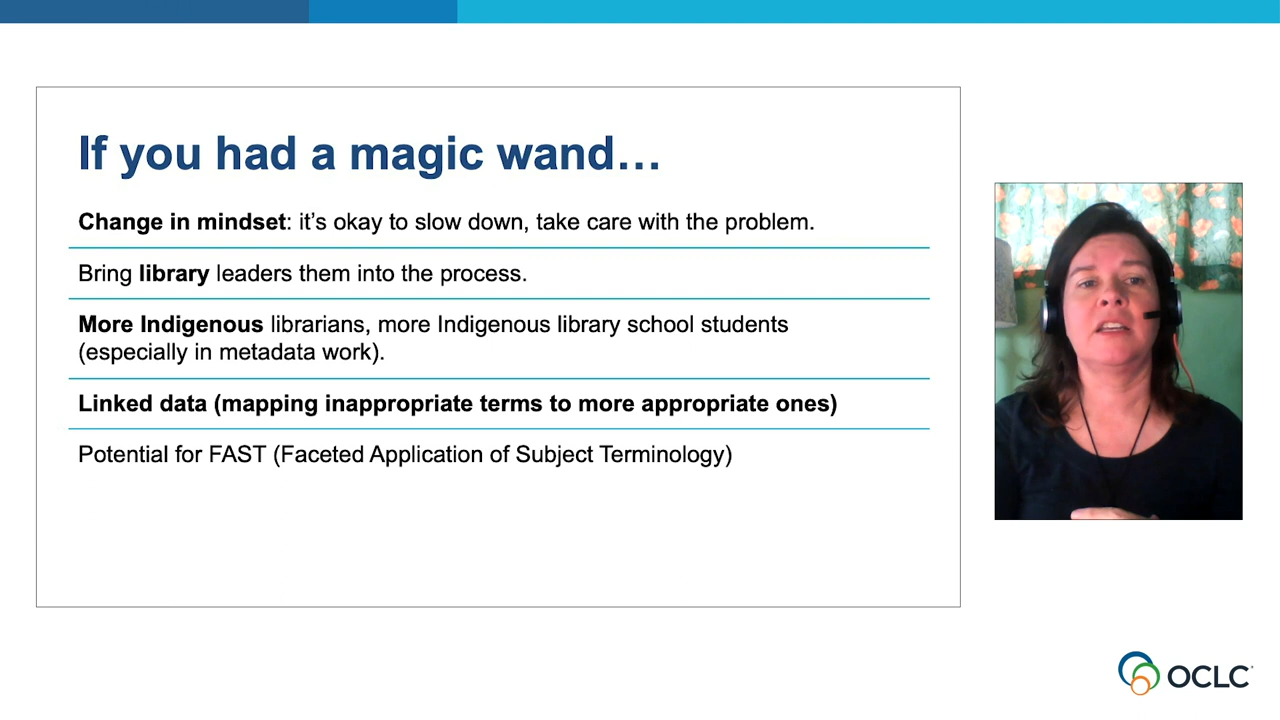 If you had a magic wand…
Change in mindset: it’s okay to slow down, take care with the problem.
Bring library leaders them into the process.
More Indigenous librarians, more Indigenous library school students
(especially in metadata work).
Linked data (mapping inappropriate terms to more appropriate ones)
Potential for FAST (Faceted Application of Subject Terminology)
OCLC